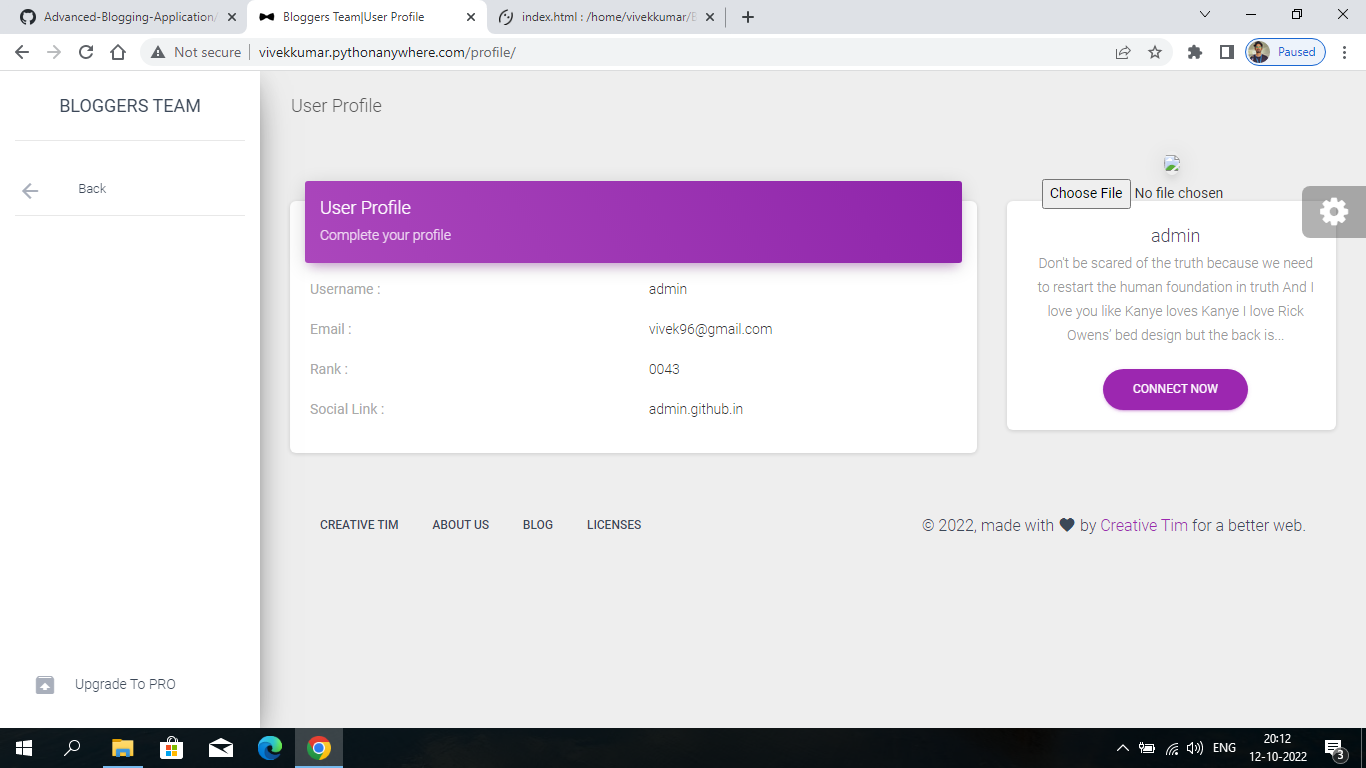 Advanced-Blogging-Application/
Bloggers Team|User Profile
index.html : /home/vivekkumar/B
Not secure
vivekkumar.pythonanywhere.com/profile/
Paused
BLOGGERS TEAM
Back
Upgrade To PRO
User Profile
User Profile
Complete your profile
Username :
admin
Email :
vivek96@gmail.com
Rank :
0043
Social Link :
admin.github.in
Choose File No file chosen
admin
Don't be scared of the truth because we need
to restart the human foundation in truth And I
love you like Kanye loves Kanye I love Rick
Owens’ bed design but the back is...
CONNECT NOW
CREATIVE TIM
ABOUT US
BLOG
LICENSES
© 2022, made with by Creative Tim for a better web.
ENG
20:12
12-10-2022
3